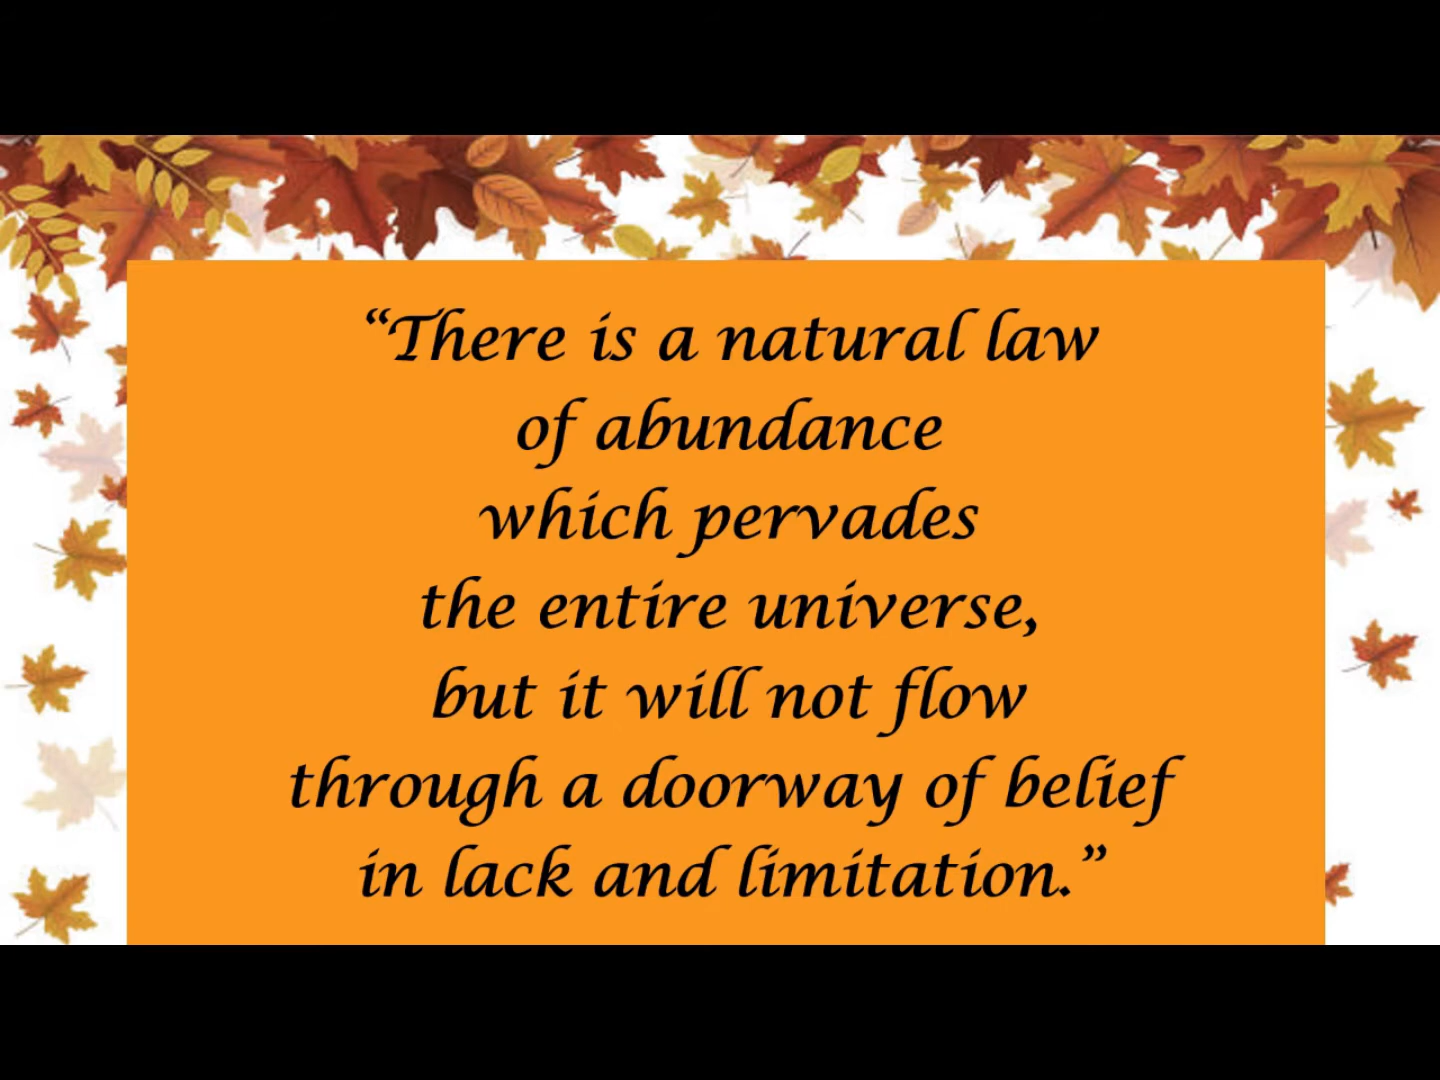 “There is a natural law
of abundance
which pervades
the entire universe,
but it will not flow
through a doorway of belief
in lack and limitation.”